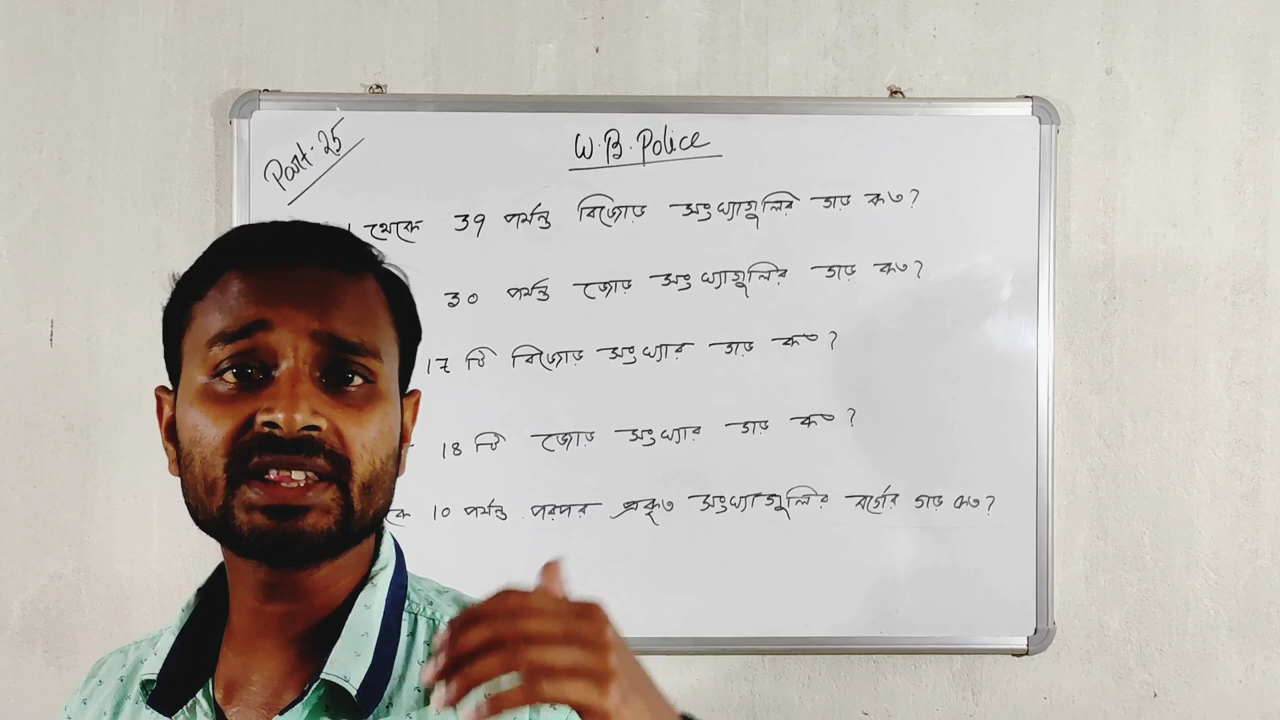 Part-25
W.B.Police
1 থেকে 39 পর্যন্ত বিজোড় সংখ্যাগুলির গড় কত?
30 পর্যন্ত জোড় সংখ্যাগুলির গড় কত?
17 টি বিজোড় সংখ্যার গড় কত?
18 টি জোড় সংখ্যার গড় কত?
কে 10 পর্যন্ত পরপর প্রকৃত সংখ্যাগুলির বর্গের গড় কত?